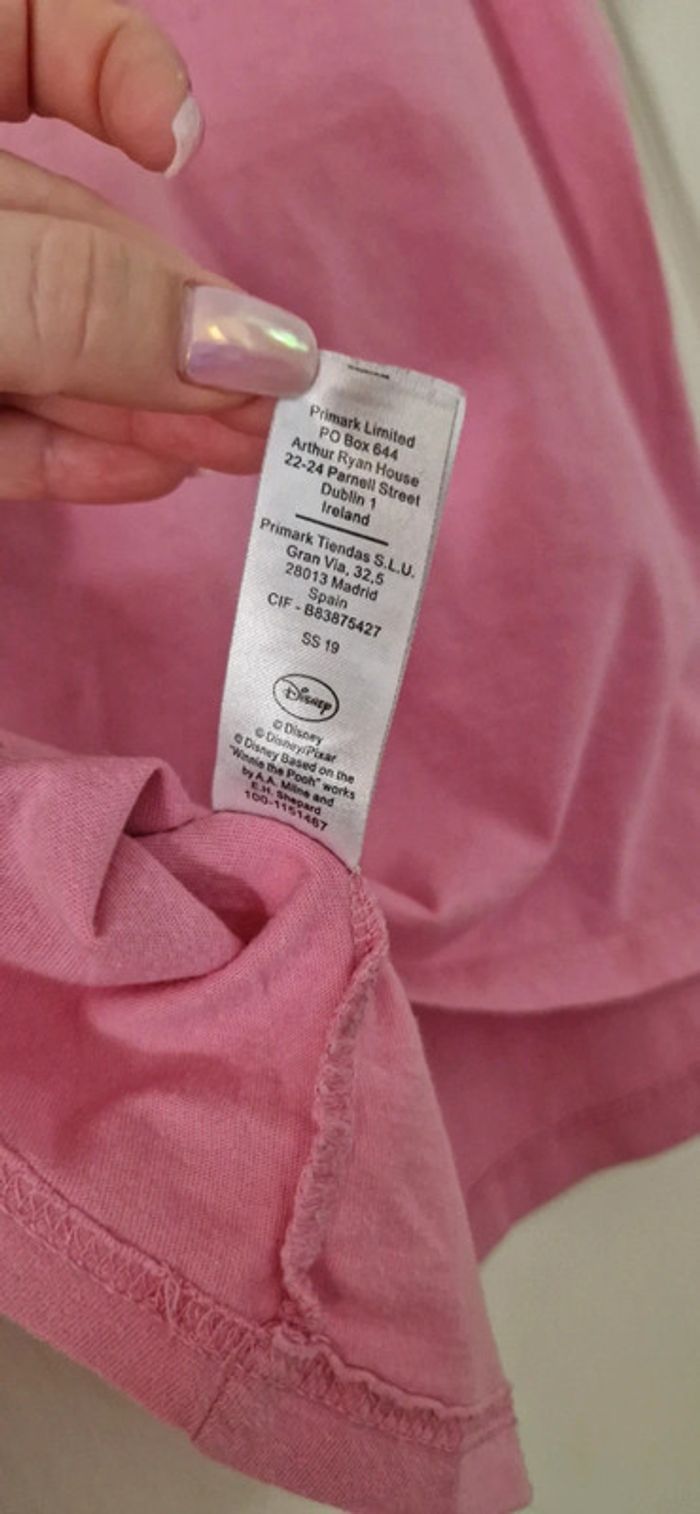 Primark Limited
PO Box 644
Arthur Ryan House
22-24 Parnell Street
Dublin 1
Ireland
Primark Tiendas S.L.U.
Gran Via, 32,5
28013 Madrid
Spain
CIF - B83875427
SS 19
Disney
© Disney
© Disney/Pixar
© Disney Based on the
"Winnie the Pooh" works
by A.A. Milne and
E.H. Shepard
100-1151467